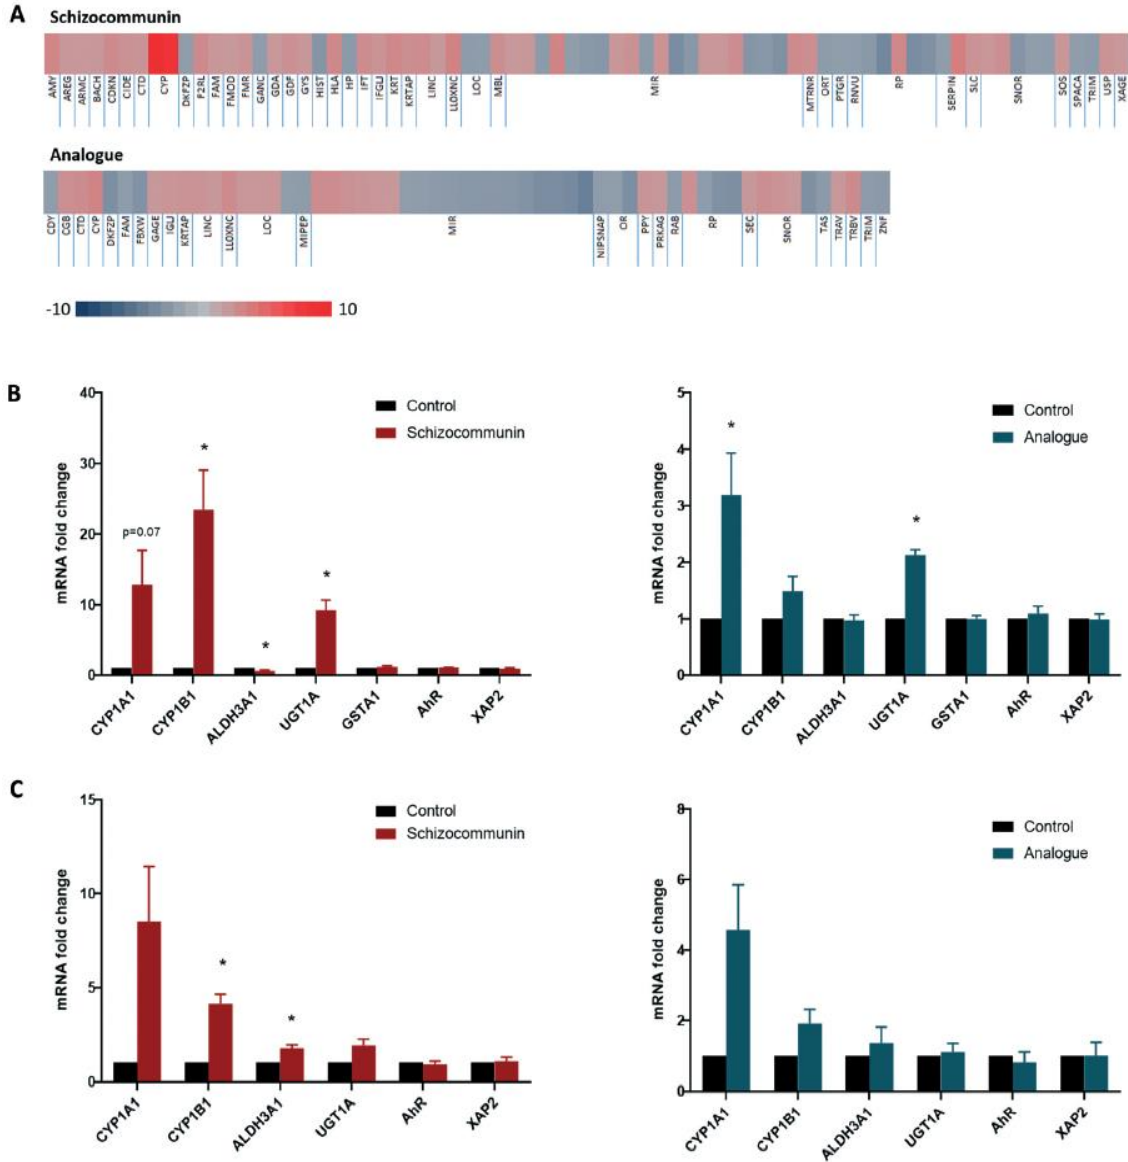 A
Schizocommunin
AMY AREG ARMC BACH CDKN CIDE CTD CYP DKFZP F2RL FAM FMOD FMR GANC GDA GDF GYS HIST HLA HP IFT IFGLJ KRT KRTAP LINC LLOXNC LOC MBL MIR MTRNR ORT PTGR RNVU RP SERPIN SLC SNOR SOS SPACA TRIM USP XAGE
Analogue
CDY CGB CTD CYP DKFZP FAM FBXW GAGE IGLJ KRTAP LINC LLOXNC LOC MIPEP MIR NIPSNAP OR PPY PRKAG RAB RP SEC SNOR TAS TRAV TRBV TRIM ZNF
-10 10
B
mRNA fold change
40
30
20
10
0
Control
Schizocommunin
p=0.07
*
*
*
CYP1A1 CYP1B1 ALDH3A1 UGT1A GSTA1 AhR XAP2
mRNA fold change
5
4
3
2
1
0
Control
Analogue
*
*
CYP1A1 CYP1B1 ALDH3A1 UGT1A GSTA1 AhR XAP2
C
mRNA fold change
15
10
5
0
Control
Schizocommunin
*
*
CYP1A1 CYP1B1 ALDH3A1 UGT1A AhR XAP2
mRNA fold change
8
6
4
2
0
Control
Analogue
CYP1A1 CYP1B1 ALDH3A1 UGT1A AhR XAP2